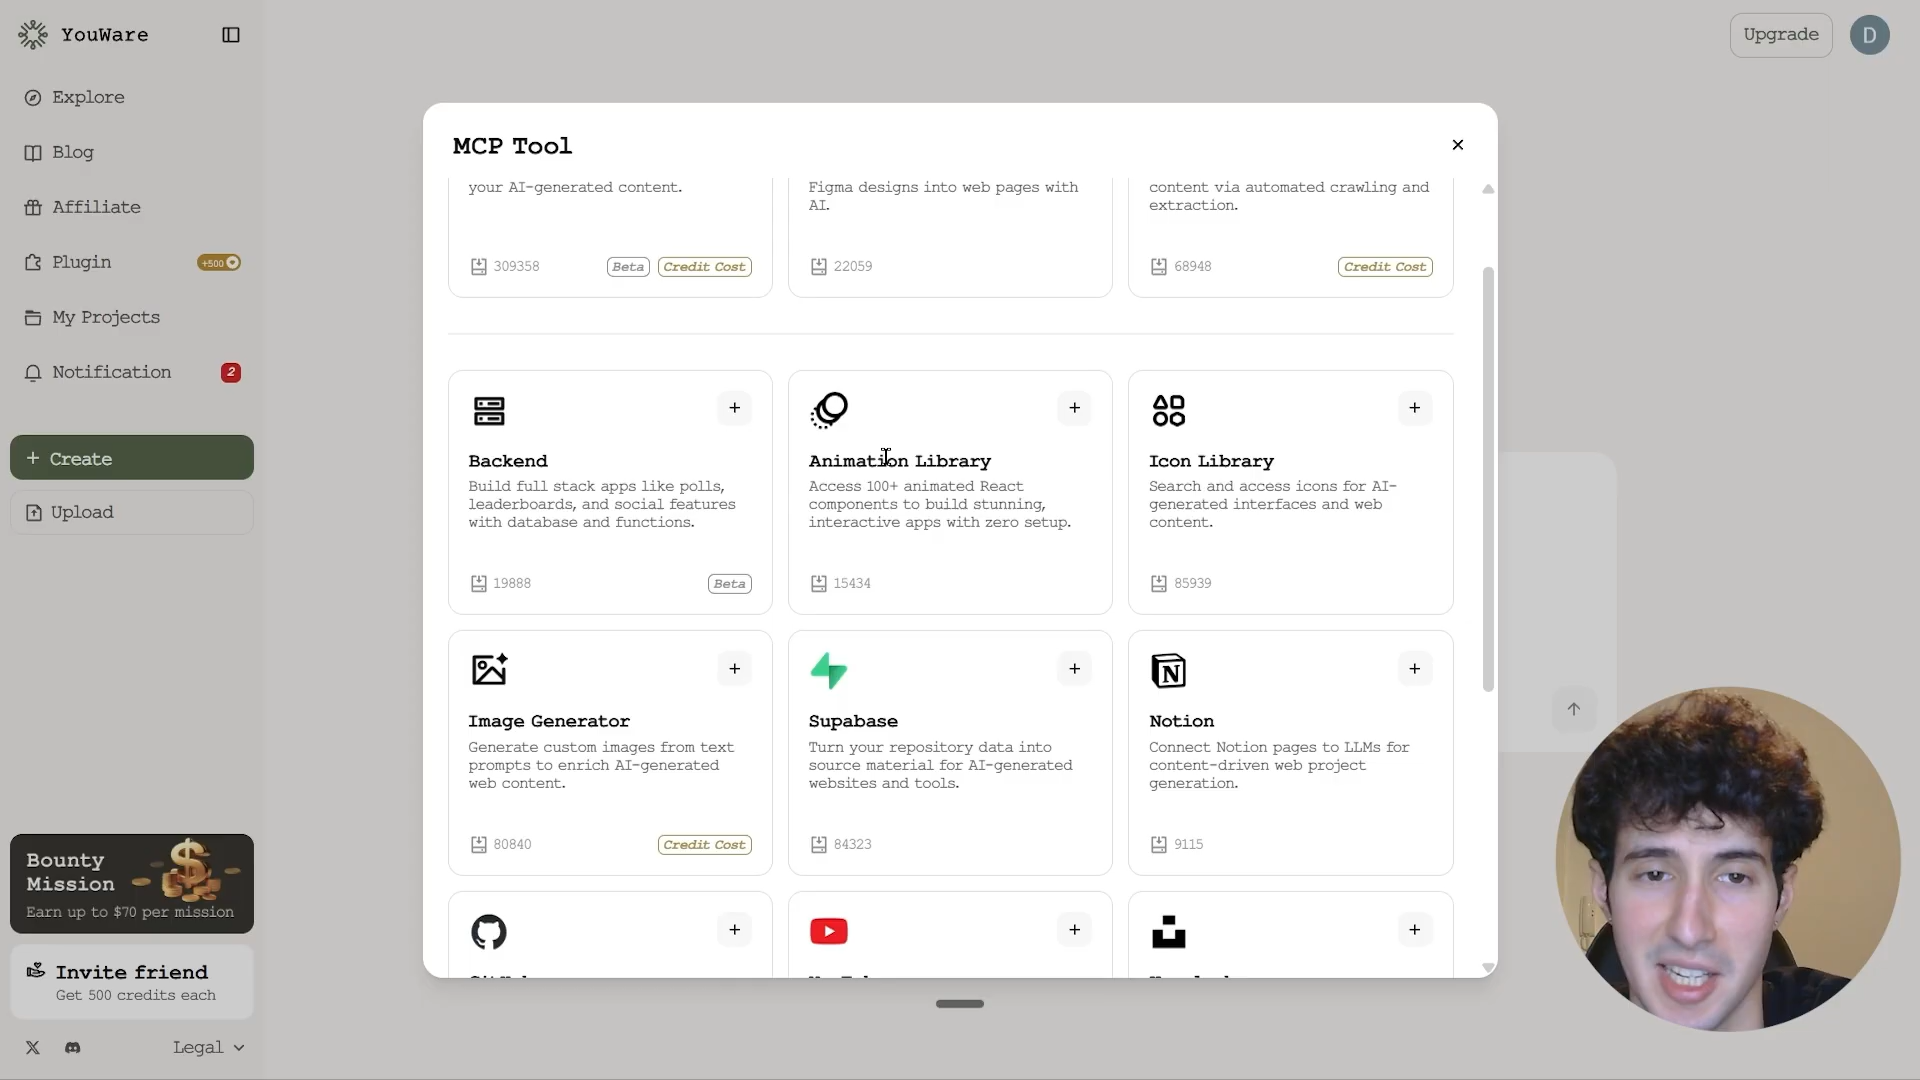 YouWare
Upgrade
D
Explore
Blog
Affiliate
Plugin
+500
My Projects
Notification
2
+ Create
Upload
Bounty
Mission
Earn up to $70 per mission
Invite friend
Get 500 credits each
Legal
MCP Tool
your AI-generated content.
309358
Beta
Credit Cost
Figma designs into web pages with
AI.
22059
content via automated crawling and
extraction.
68948
Credit Cost
Backend
Build full stack apps like polls,
leaderboards, and social features
with database and functions.
19888
Beta
Animation Library
Access 100+ animated React
components to build stunning,
interactive apps with zero setup.
15434
Icon Library
Search and access icons for AI-
generated interfaces and web
content.
85939
Image Generator
Generate custom images from text
prompts to enrich AI-generated
web content.
80840
Credit Cost
Supabase
Turn your repository data into
source material for AI-generated
websites and tools.
84323
Notion
Connect Notion pages to LLMs for
content-driven web project
generation.
9115